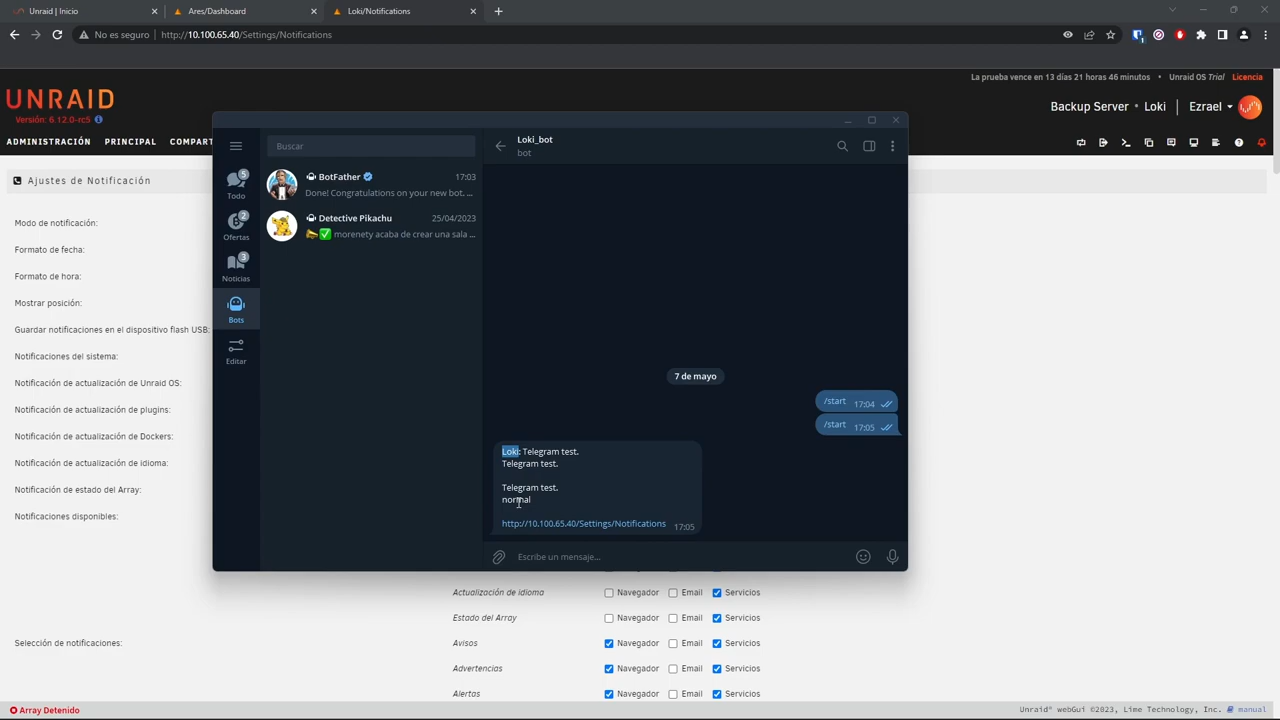 Unraid | Inicio
Ares/Dashboard
Loki/Notifications
No es seguro
http://10.100.65.40/Settings/Notifications
La prueba vence en 13 días 21 horas 46 minutos • Unraid OS Trial Licencia
UNRAID
Versión: 6.12.0-rc5
Backup Server • Loki
Ezrael
ADMINISTRACIÓN PRINCIPAL COMPART
Ajustes de Notificación
Modo de notificación:
Formato de fecha:
Formato de hora:
Mostrar posición:
Guardar notificaciones en el dispositivo flash USB:
Notificaciones del sistema:
Notificación de actualización de Unraid OS:
Notificación de actualización de plugins:
Notificación de actualización de Dockers:
Notificación de actualización de idioma:
Notificación de estado del Array:
Notificaciones disponibles:
5
Todo
2
Ofertas
3
Noticias
Bots
Editar
Buscar
BotFather 17:03
Done! Congratulations on your new bot. ...
Detective Pikachu 25/04/2023
morenety acaba de crear una sala ...
Loki_bot
bot
7 de mayo
/start 17:04
/start 17:05
Loki: Telegram test.
Telegram test.
Telegram test.
normal
http://10.100.65.40/Settings/Notifications 17:05
Escribe un mensaje...
Actualización de idioma Navegador Email Servicios
Estado del Array Navegador Email Servicios
Selección de notificaciones: Avisos Navegador Email Servicios
Advertencias Navegador Email Servicios
Alertas Navegador Email Servicios
Array Detenido
Unraid® webGui ©2023, Lime Technology, Inc. manual